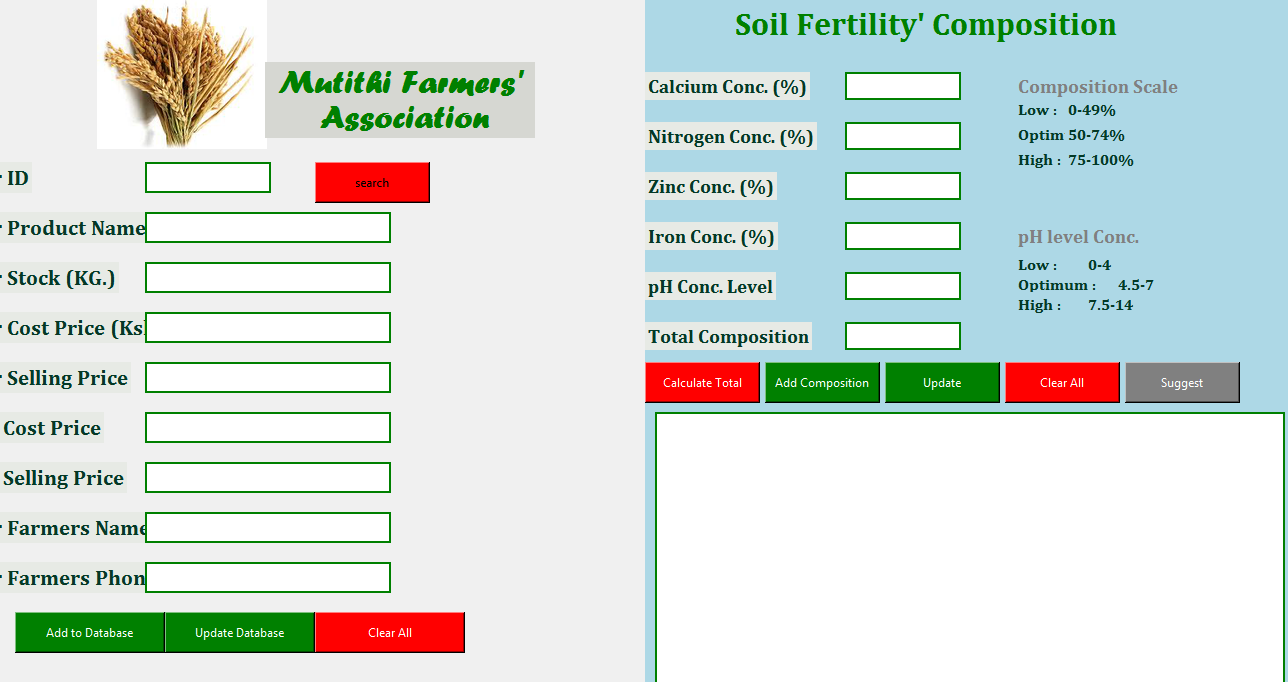 Mutithi Farmers'
Association
r ID
search
r Product Name
r Stock (KG.)
r Cost Price (Ks
r Selling Price
Cost Price
Selling Price
r Farmers Name
r Farmers Phon
Add to Database
Update Database
Clear All
Soil Fertility' Composition
Calcium Conc. (%)
Nitrogen Conc. (%)
Zinc Conc. (%)
Iron Conc. (%)
pH Conc. Level
Total Composition
Composition Scale
Low : 0-49%
Optim 50-74%
High : 75-100%
pH level Conc.
Low : 0-4
Optimum : 4.5-7
High : 7.5-14
Calculate Total
Add Composition
Update
Clear All
Suggest